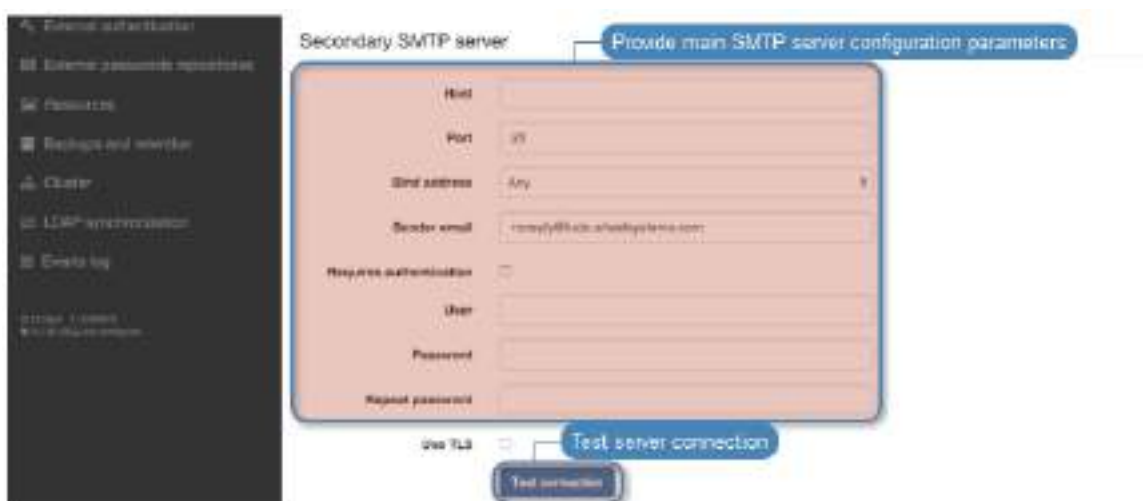 External authentication
External passwords repositories
Resources
Backups and retention
Cluster
LDAP synchronization
Events log
Secondary SMTP server
Provide main SMTP server configuration parameters
Host
Port
Bind address
Any
Sender email
Requires authentication
User
Password
Repeat password
Use TLS
Test server connection
Test connection